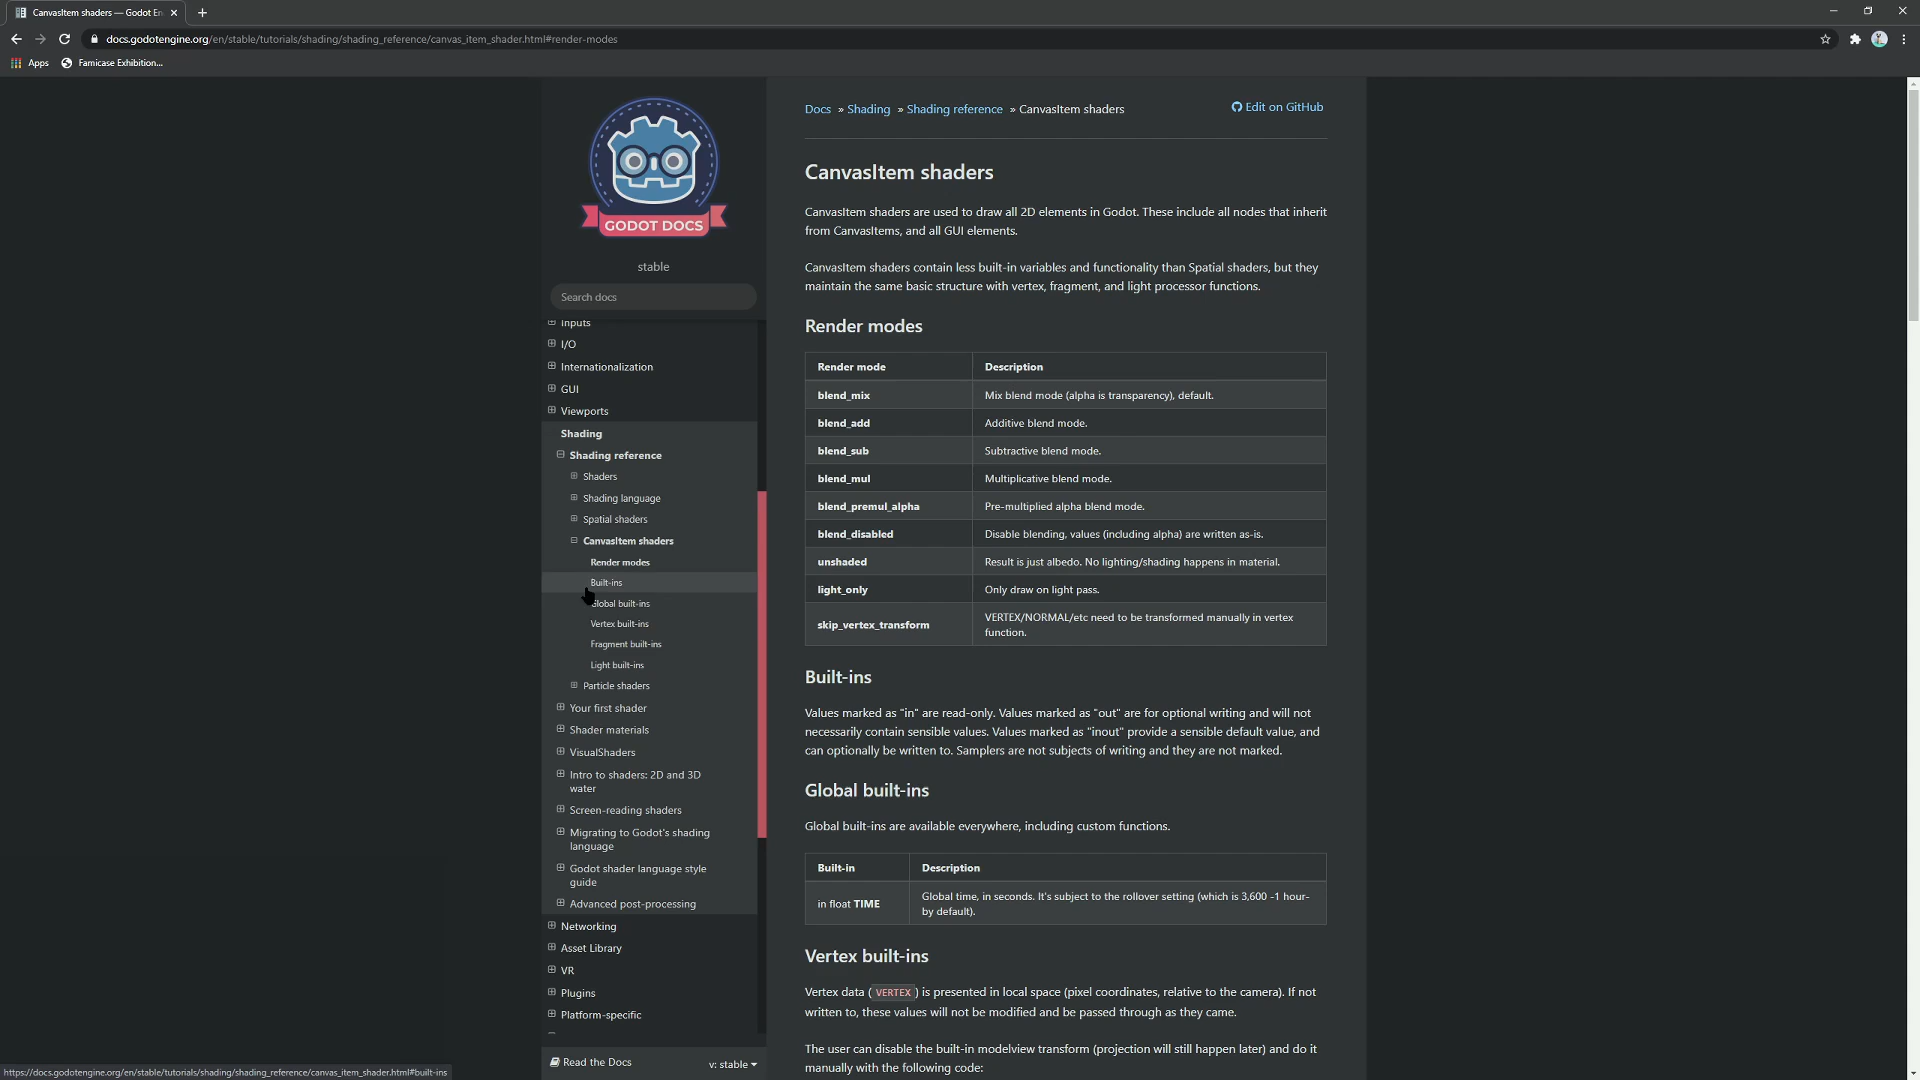 CanvasItem shaders — Godot En
docs.godotengine.org/en/stable/tutorials/shading/shading_reference/canvas_item_shader.html#render-modes
Apps
Famicase Exhibition...
GODOT DOCS
stable
Search docs
Inputs
I/O
Internationalization
GUI
Viewports
Shading
Shading reference
Shaders
Shading language
Spatial shaders
CanvasItem shaders
Render modes
Built-ins
Global built-ins
Vertex built-ins
Fragment built-ins
Light built-ins
Particle shaders
Your first shader
Shader materials
VisualShaders
Intro to shaders: 2D and 3D
water
Screen-reading shaders
Migrating to Godot's shading
language
Godot shader language style
guide
Advanced post-processing
Networking
Asset Library
VR
Plugins
Platform-specific
Read the Docs
v: stable
Docs » Shading » Shading reference » CanvasItem shaders
Edit on GitHub
CanvasItem shaders
CanvasItem shaders are used to draw all 2D elements in Godot. These include all nodes that inherit
from CanvasItems, and all GUI elements.
CanvasItem shaders contain less built-in variables and functionality than Spatial shaders, but they
maintain the same basic structure with vertex, fragment, and light processor functions.
Render modes
Render mode Description
blend_mix Mix blend mode (alpha is transparency), default.
blend_add Additive blend mode.
blend_sub Subtractive blend mode.
blend_mul Multiplicative blend mode.
blend_premul_alpha Pre-multiplied alpha blend mode.
blend_disabled Disable blending, values (including alpha) are written as-is.
unshaded Result is just albedo. No lighting/shading happens in material.
light_only Only draw on light pass.
skip_vertex_transform VERTEX/NORMAL/etc need to be transformed manually in vertex
function.
Built-ins
Values marked as "in" are read-only. Values marked as "out" are for optional writing and will not
necessarily contain sensible values. Values marked as "inout" provide a sensible default value, and
can optionally be written to. Samplers are not subjects of writing and they are not marked.
Global built-ins
Global built-ins are available everywhere, including custom functions.
Built-in Description
in float TIME Global time, in seconds. It's subject to the rollover setting (which is 3,600 -1 hour-
by default).
Vertex built-ins
Vertex data ( VERTEX ) is presented in local space (pixel coordinates, relative to the camera). If not
written to, these values will not be modified and be passed through as they came.
The user can disable the built-in modelview transform (projection will still happen later) and do it
manually with the following code:
https://docs.godotengine.org/en/stable/tutorials/shading/shading_reference/canvas_item_shader.html#built-ins